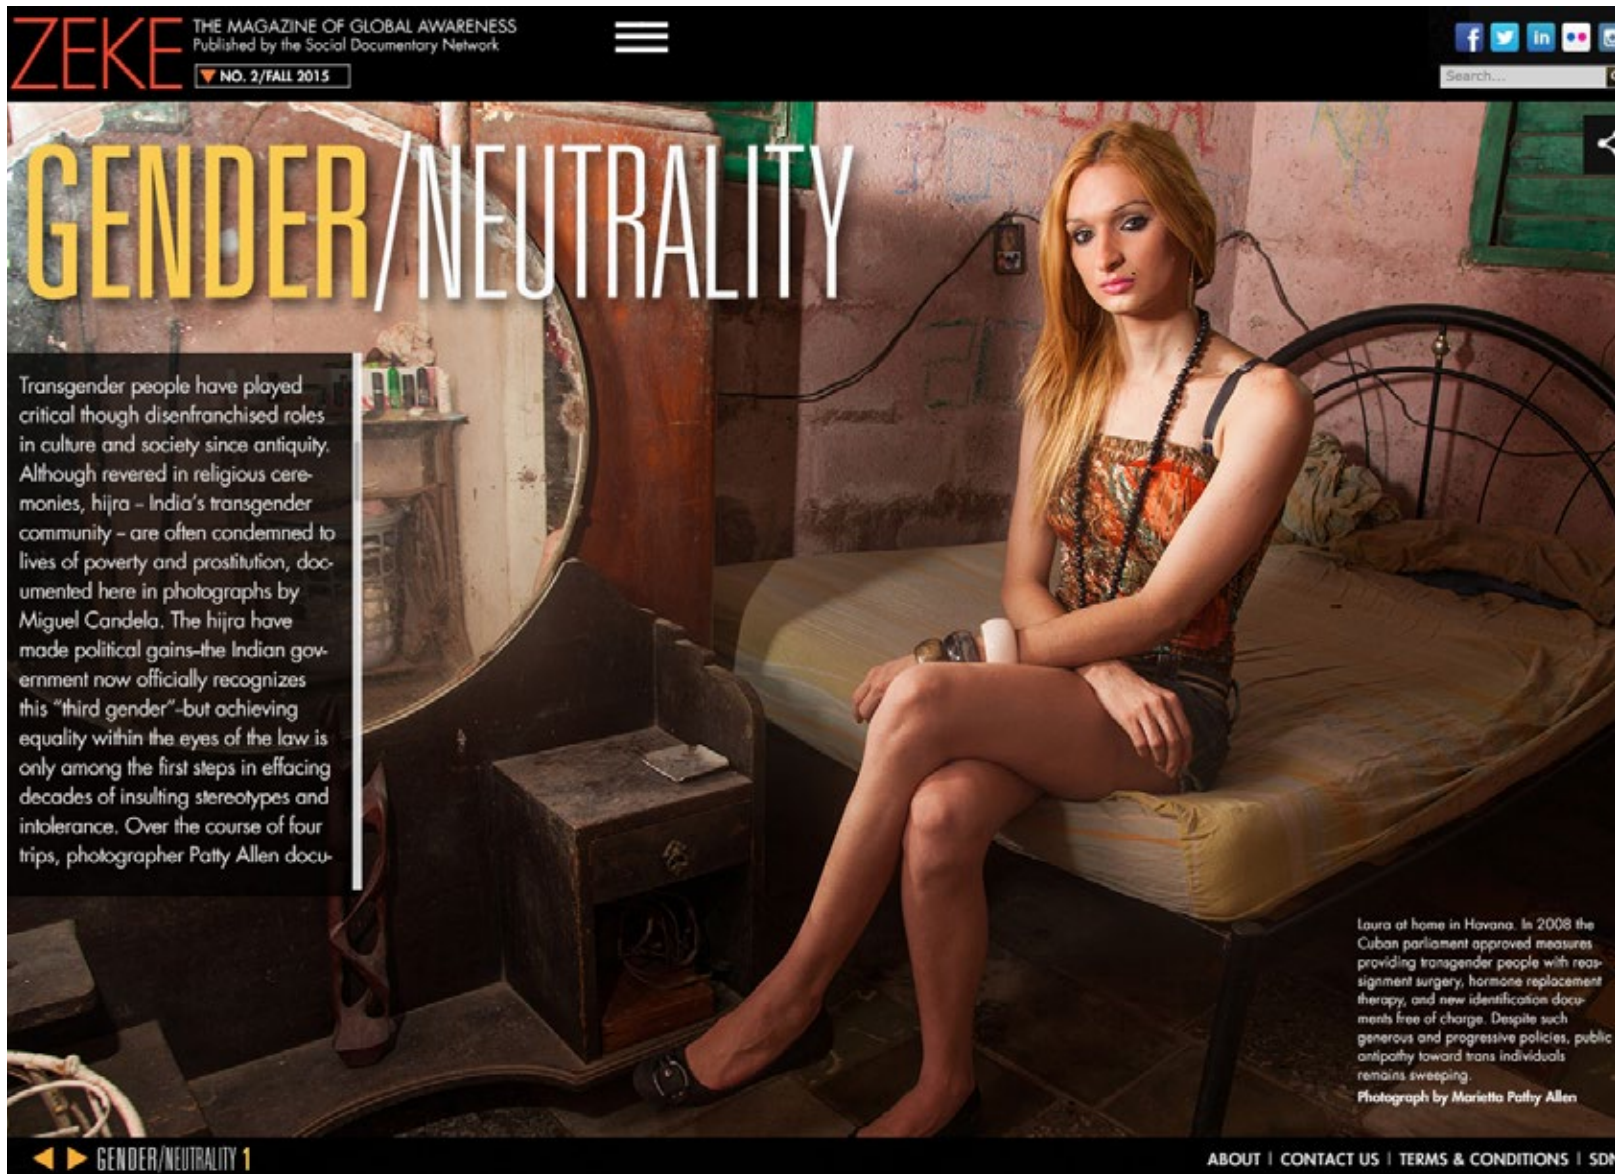 ZEKE
THE MAGAZINE OF GLOBAL AWARENESS
Published by the Social Documentary Network
NO. 2/FALL 2015
Search...
GENDER/NEUTRALITY
Transgender people have played
critical though disenfranchised roles
in culture and society since antiquity.
Although revered in religious cere-
monies, hijra – India's transgender
community – are often condemned to
lives of poverty and prostitution, doc-
umented here in photographs by
Miguel Candela. The hijra have
made political gains–the Indian gov-
ernment now officially recognizes
this "third gender"–but achieving
equality within the eyes of the law is
only among the first steps in effacing
decades of insulting stereotypes and
intolerance. Over the course of four
trips, photographer Patty Allen docu-
Laura at home in Havana. In 2008 the
Cuban parliament approved measures
providing transgender people with reas-
signment surgery, hormone replacement
therapy, and new identification docu-
ments free of charge. Despite such
generous and progressive policies, public
antipathy toward trans individuals
remains sweeping.
Photograph by Marietta Pathy Allen
GENDER/NEUTRALITY 1
ABOUT | CONTACT US | TERMS & CONDITIONS | SDN